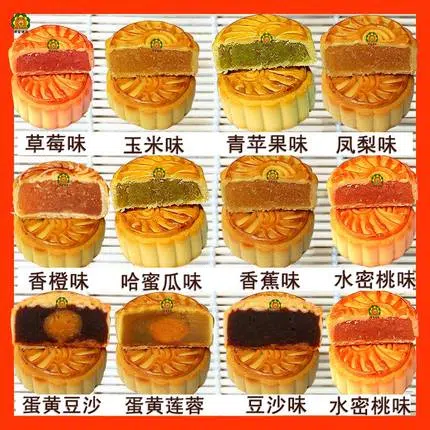 草莓味 玉米味 青苹果味 凤梨味
香橙味 哈蜜瓜味 香蕉味 水密桃味
蛋黄豆沙 蛋黄莲蓉 豆沙味 水密桃味